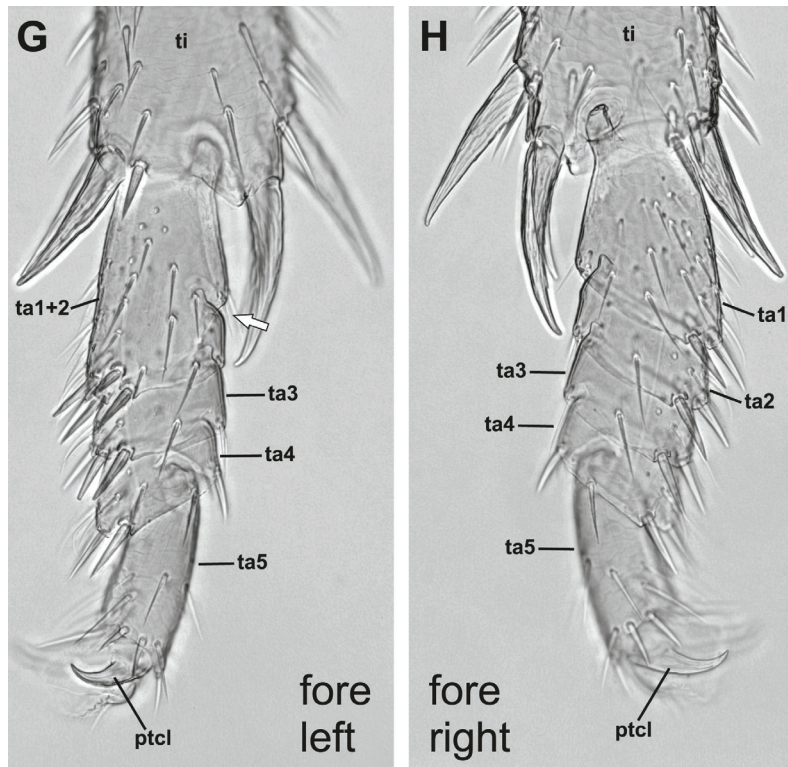 G
ti
ta1+2
ta3
ta4
ta5
ptcl
fore
left
H
ti
ta1
ta3
ta2
ta4
ta5
ptcl
fore
right